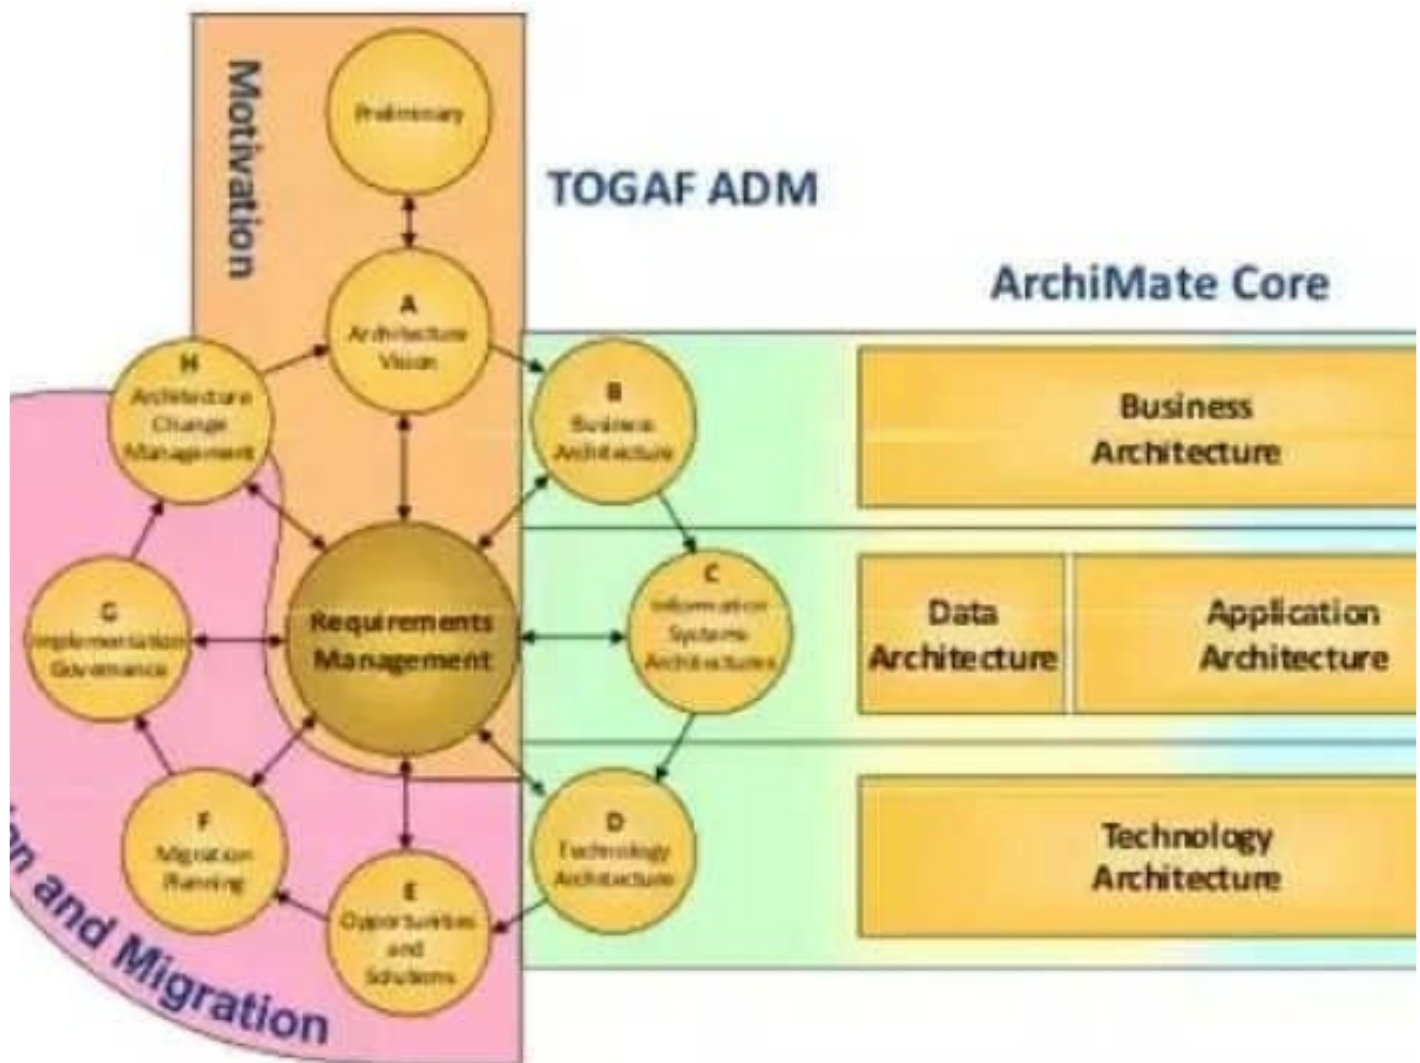 Motivation
Preliminary
TOGAF ADM
ArchiMate Core
A
Architecture
Vision
H
Architecture
Change
Management
B
Business
Architecture
Business
Architecture
C
Information
Systems
Architectures
Data
Architecture
Application
Architecture
G
Implementation
Governance
Requirements
Management
F
Migration
Planning
D
Technology
Architecture
Technology
Architecture
E
Opportunities
and
Solutions
and Migration